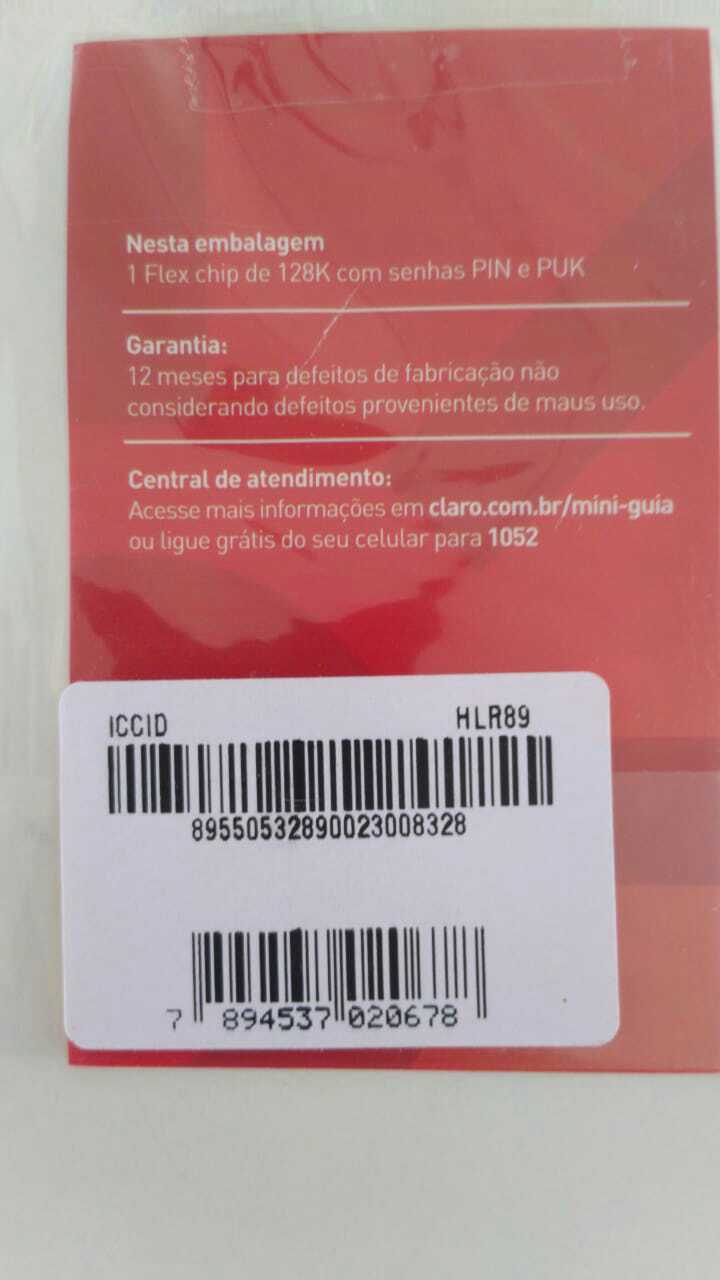 Nesta embalagem
1 Flex chip de 128K com senhas PIN e PUK
Garantia:
12 meses para defeitos de fabricação não
considerando defeitos provenientes de maus uso.
Central de atendimento:
Acesse mais informações em claro.com.br/mini-guia
ou ligue grátis do seu celular para 1052
ICCID HLR89
89550532890023008328
7 894537 020678